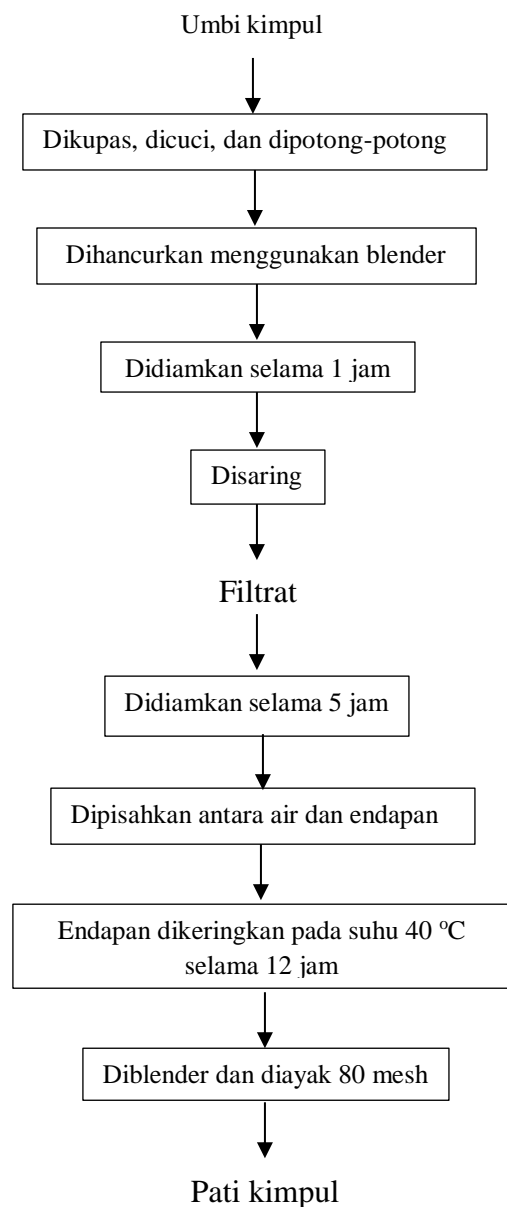 Umbi kimpul
Dikupas, dicuci, dan dipotong-potong
Dihancurkan menggunakan blender
Didiamkan selama 1 jam
Disaring
Filtrat
Didiamkan selama 5 jam
Dipisahkan antara air dan endapan
Endapan dikeringkan pada suhu 40 °C
selama 12 jam
Diblender dan diayak 80 mesh
Pati kimpul